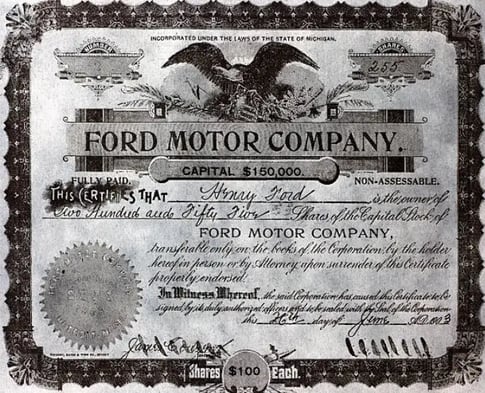 INCORPORATED UNDER THE LAWS OF THE STATE OF MICHIGAN.
NUMBER
SHARES
FORD MOTOR COMPANY.
CAPITAL $150,000.
FULLY PAID.
NON-ASSESSABLE.
THIS CERTIFIES THAT Henry Ford is the owner of
Two Hundred and Fifty Five Shares of the Capital Stock of
FORD MOTOR COMPANY,
transferable only on the books of the Corporation by the holder
hereof in person or by Attorney upon surrender of this Certificate
properly endorsed.
In Witness Whereof, the said Corporation has caused this Certificate to be
signed by its duly authorized officers and to be sealed with the Seal of the Corporation
this 26th day of June A.D. 1903
Shares $100 Each.